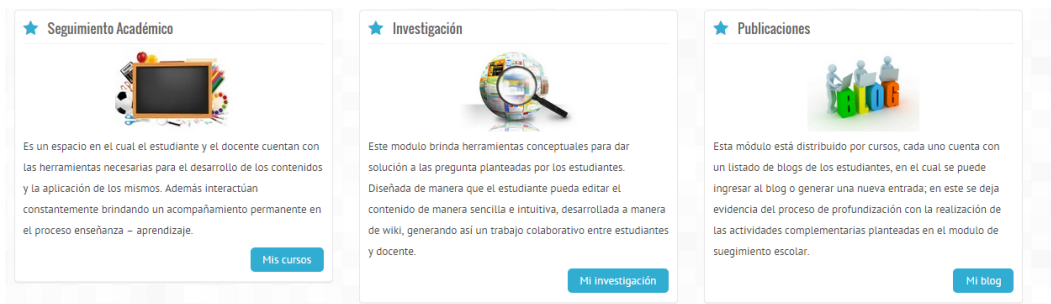 Seguimiento Académico
Es un espacio en el cual el estudiante y el docente cuentan con
las herramientas necesarias para el desarrollo de los contenidos
y la aplicación de los mismos. Además interactúan
constantemente brindando un acompañamiento permanente en
el proceso enseñanza – aprendizaje.
Mis cursos
Investigación
Este modulo brinda herramientas conceptuales para dar
solución a las pregunta planteadas por los estudiantes.
Diseñada de manera que el estudiante pueda editar el
contenido de manera sencilla e intuitiva, desarrollada a manera
de wiki, generando así un trabajo colaborativo entre estudiantes
y docente.
Mi investigación
Publicaciones
BLOG
Esta módulo está distribuido por cursos, cada uno cuenta con
un listado de blogs de los estudiantes, en el cual se puede
ingresar al blog o generar una nueva entrada; en este se deja
evidencia del proceso de profundización con la realización de
las actividades complementarias planteadas en el modulo de
suegimiento escolar.
Mi blog